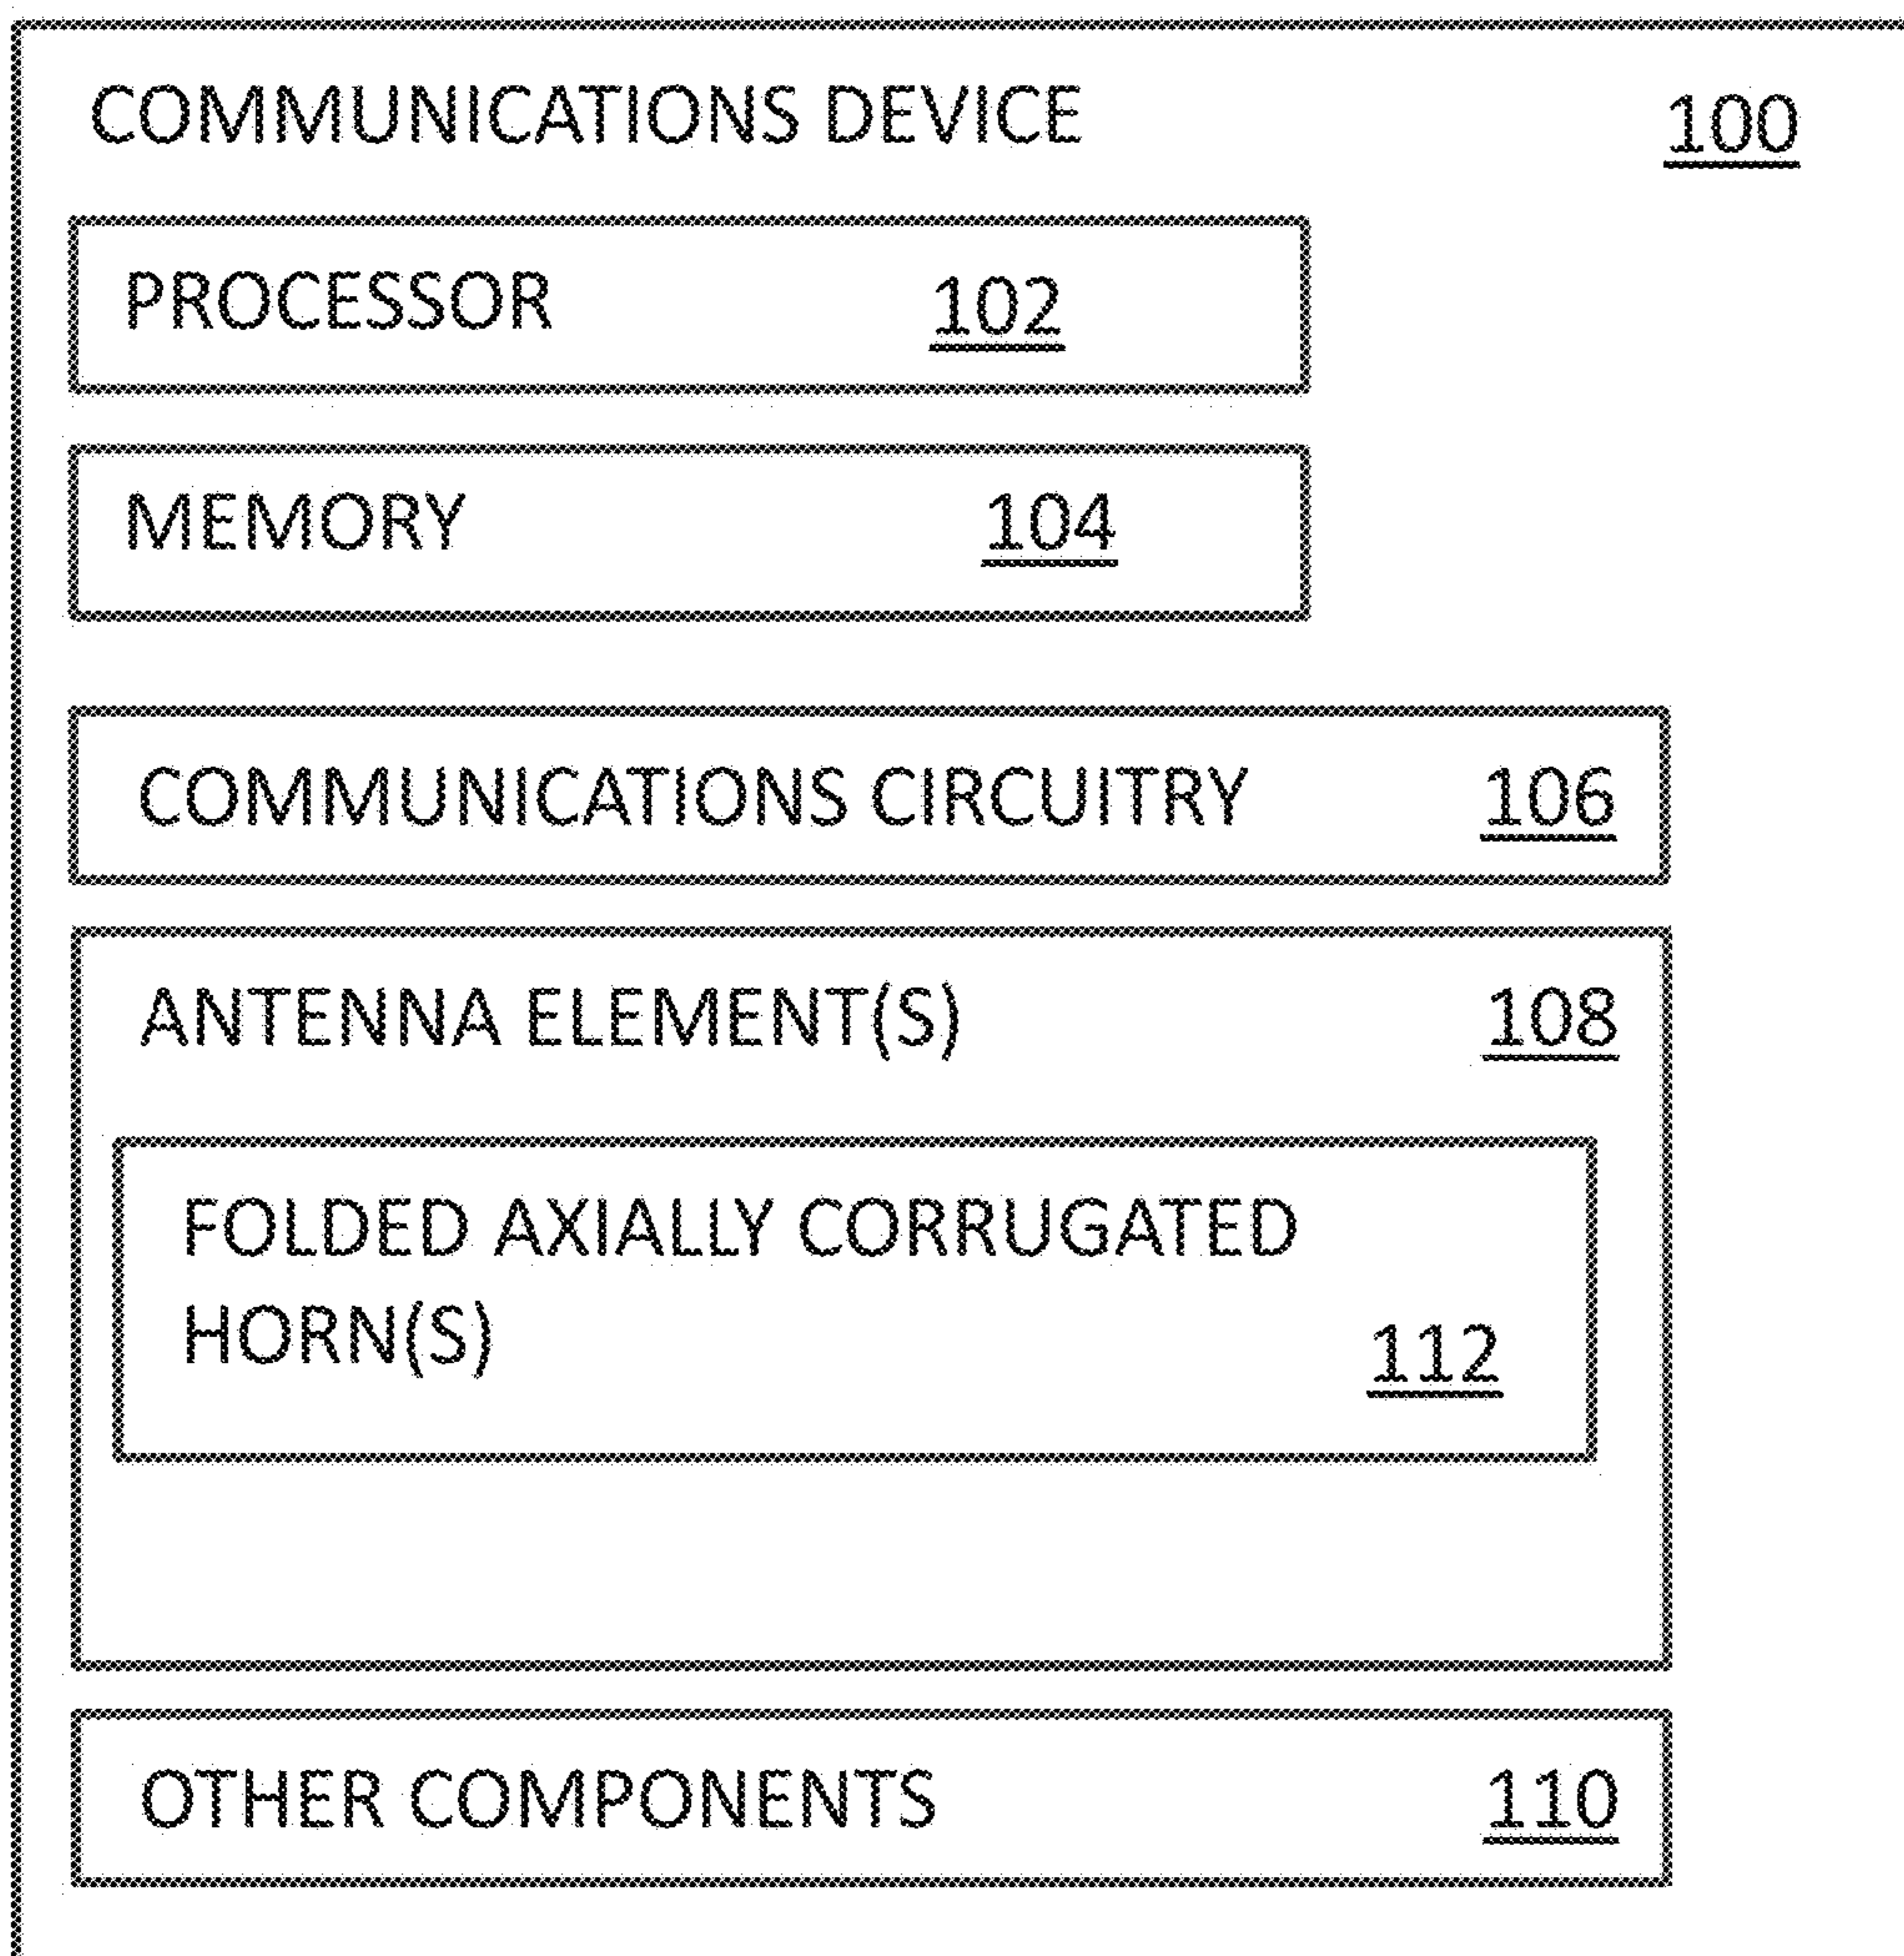 COMMUNICATIONS DEVICE 100
PROCESSOR 102
MEMORY 104
COMMUNICATIONS CIRCUITRY 106
ANTENNA ELEMENT(S) 108
FOLDED AXIALLY CORRUGATED
HORN(S) 112
OTHER COMPONENTS 110